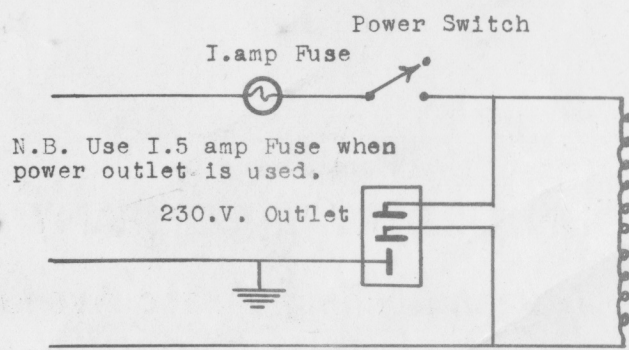 Power Switch
I.amp Fuse
N.B. Use I.5 amp Fuse when
power outlet is used.
230.V. Outlet